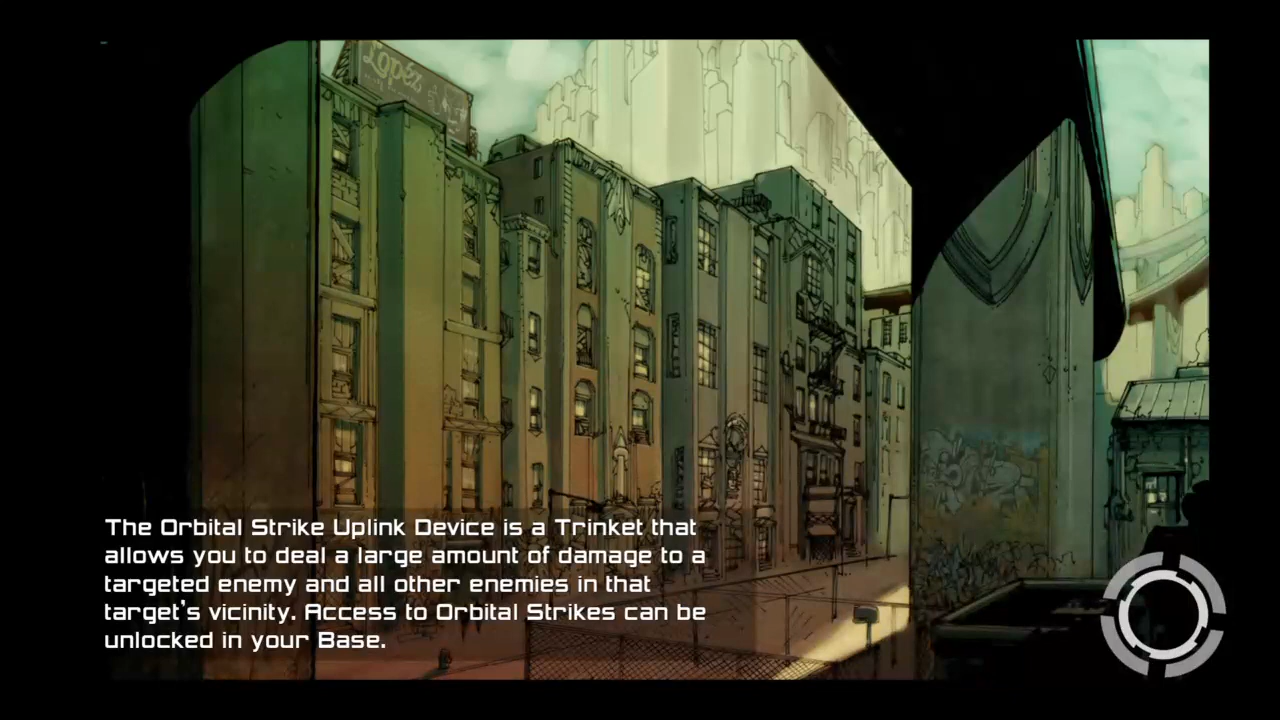 Lopez
The Orbital Strike Uplink Device is a Trinket that
allows you to deal a large amount of damage to a
targeted enemy and all other enemies in that
target's vicinity. Access to Orbital Strikes can be
unlocked in your Base.